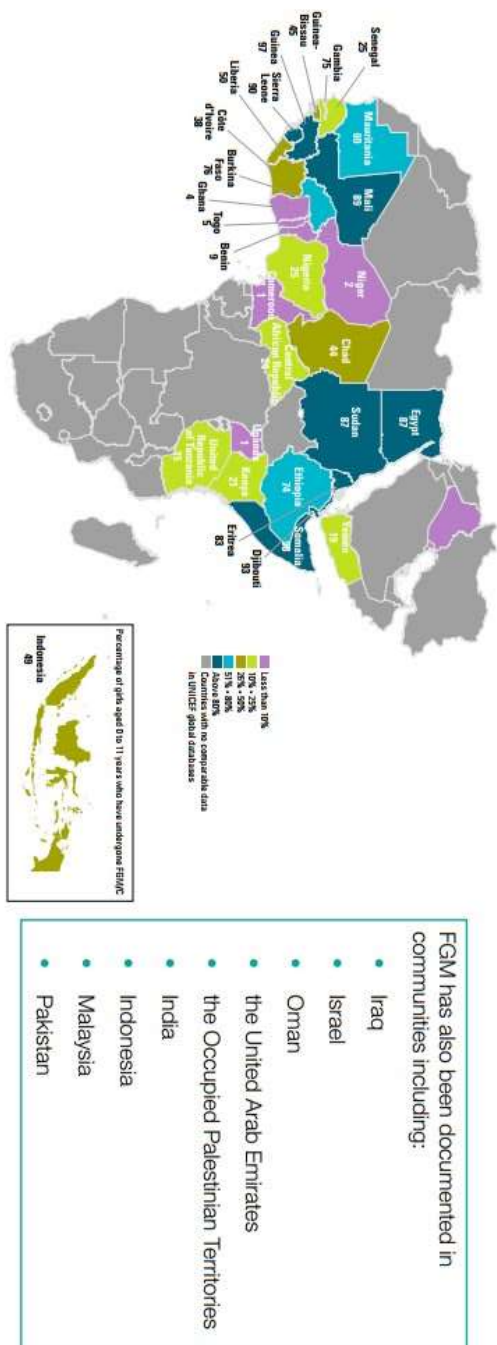 Senegal
25
Gambia
75
Guinea-
Bissau
45
Guinea
97
Sierra
Leone
90
Liberia
50
Côte
d'Ivoire
38
Burkina
Faso
76
Ghana
4
Togo
5
Benin
9
Mauritania
Mali
89
Niger
2
Nigeria
25
Cameroon
1
Chad
44
Central
African Republic
Sudan
87
Egypt
87
Ethiopia
74
Eritrea
83
Djibouti
93
Somalia
Uganda
1
Kenya
21
United
Republic
of Tanzania
Yemen
19
Less than 10%
10% - 25%
26% - 50%
51% - 80%
Above 80%
Countries with no comparable data
in UNICEF global databases
Percentage of girls aged 0 to 11 years who have undergone FGM/C
Indonesia
49
FGM has also been documented in
communities including:
• Iraq
• Israel
• Oman
• the United Arab Emirates
• the Occupied Palestinian Territories
• India
• Indonesia
• Malaysia
• Pakistan